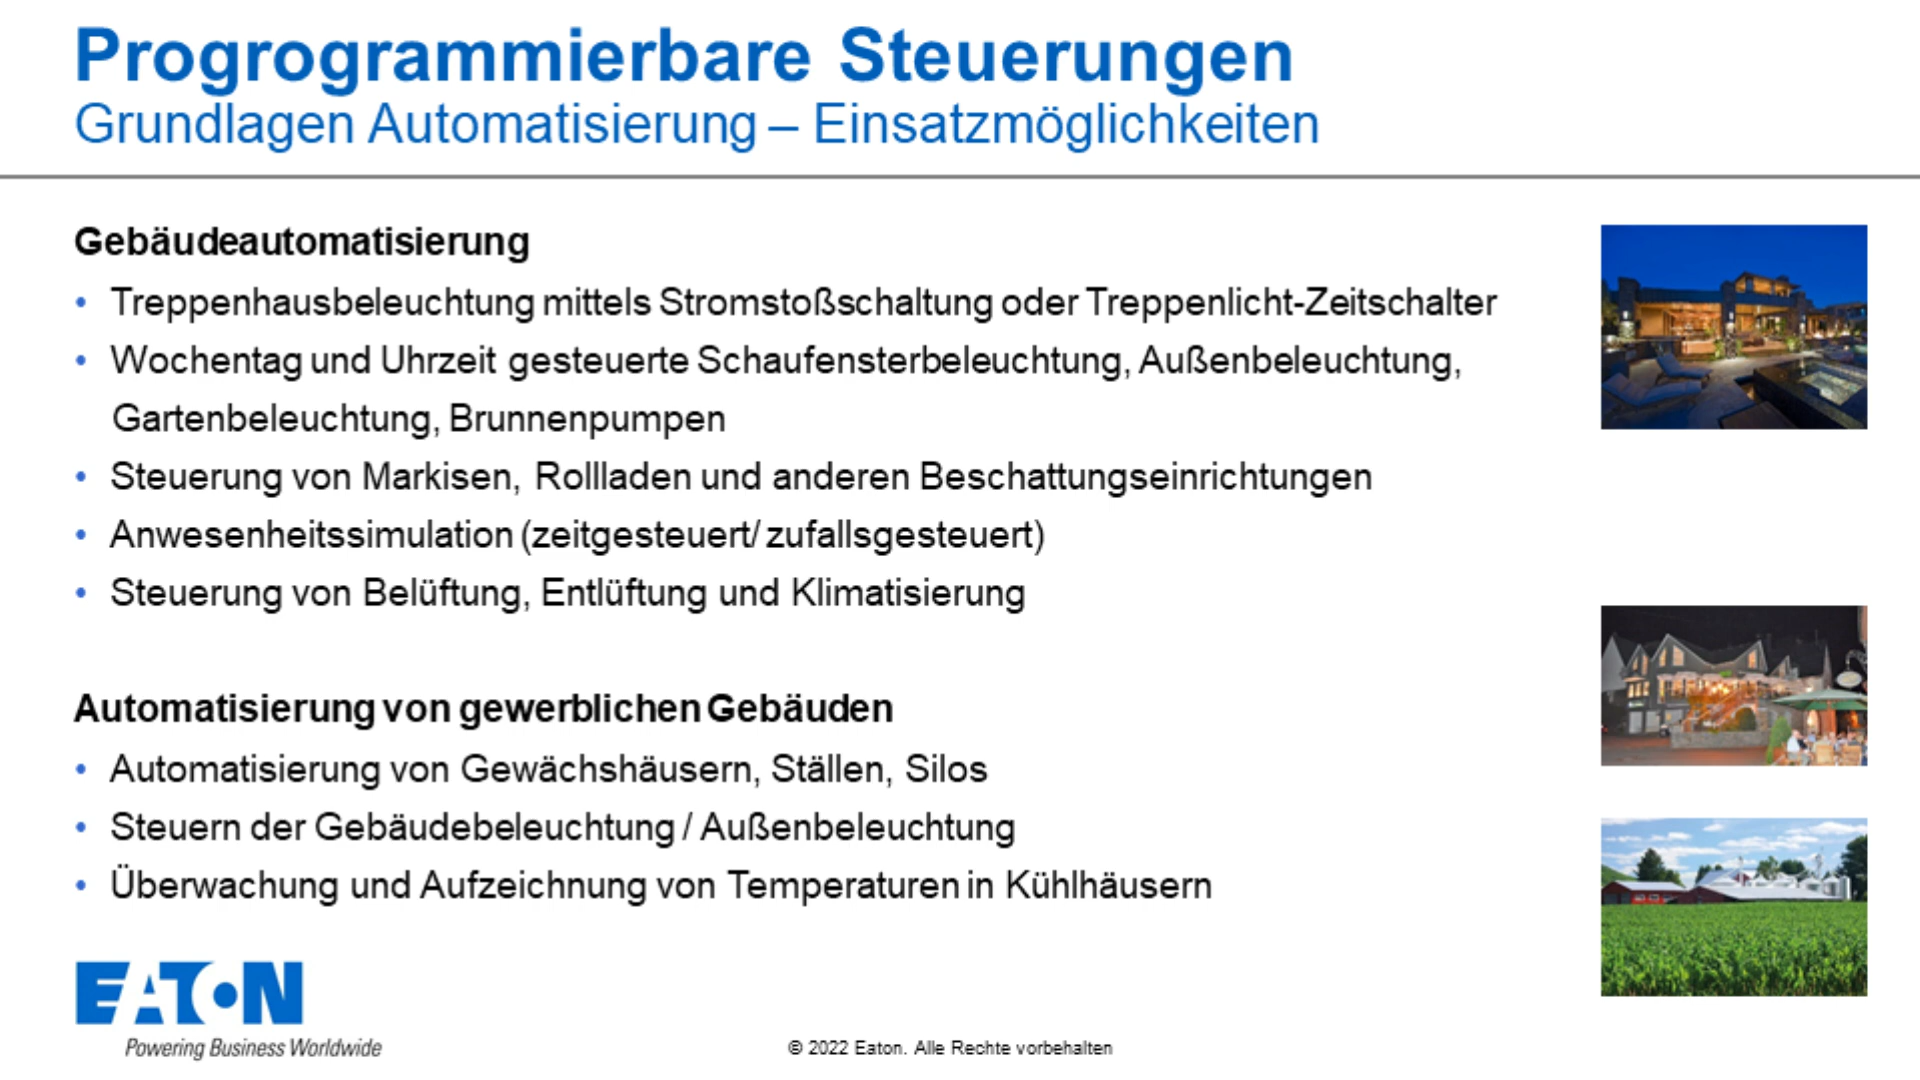 Progrogrammierbare Steuerungen
Grundlagen Automatisierung – Einsatzmöglichkeiten
Gebäudeautomatisierung
• Treppenhausbeleuchtung mittels Stromstoßschaltung oder Treppenlicht-Zeitschalter
• Wochentag und Uhrzeit gesteuerte Schaufensterbeleuchtung, Außenbeleuchtung,
Gartenbeleuchtung, Brunnenpumpen
• Steuerung von Markisen, Rollladen und anderen Beschattungseinrichtungen
• Anwesenheitssimulation (zeitgesteuert/ zufallsgesteuert)
• Steuerung von Belüftung, Entlüftung und Klimatisierung
Automatisierung von gewerblichen Gebäuden
• Automatisierung von Gewächshäusern, Ställen, Silos
• Steuern der Gebäudebeleuchtung / Außenbeleuchtung
• Überwachung und Aufzeichnung von Temperaturen in Kühlhäusern
EATON
Powering Business Worldwide
© 2022 Eaton. Alle Rechte vorbehalten